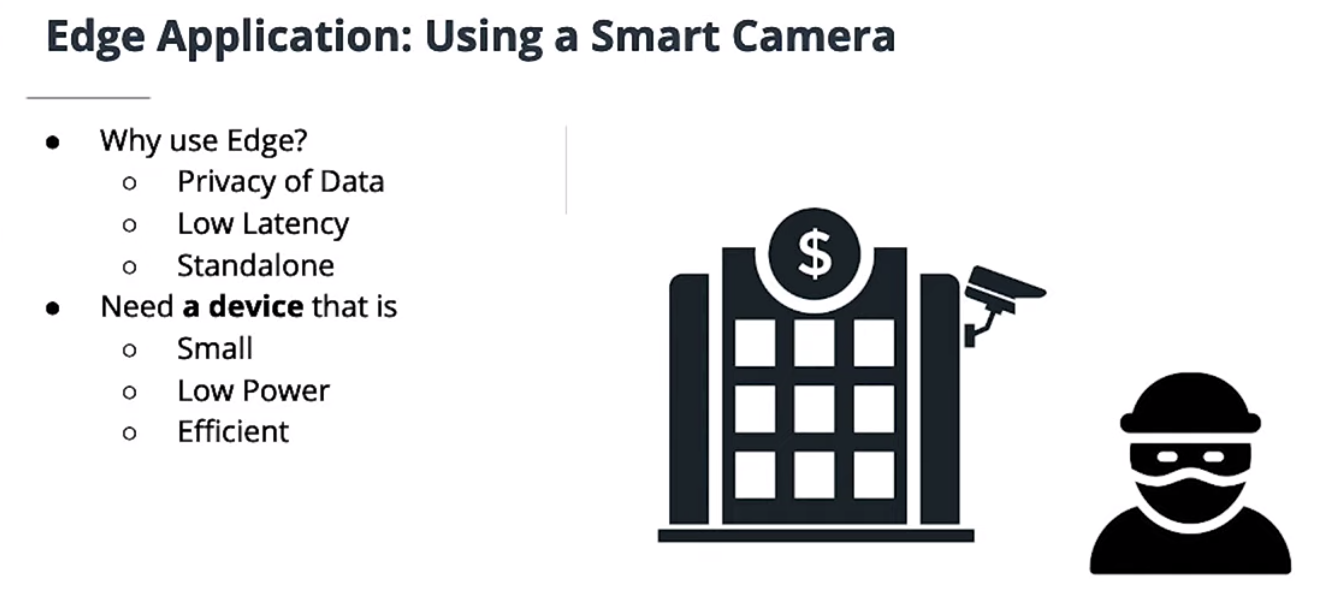 Edge Application: Using a Smart Camera
● Why use Edge?
○ Privacy of Data
○ Low Latency
○ Standalone
● Need a device that is
○ Small
○ Low Power
○ Efficient
$